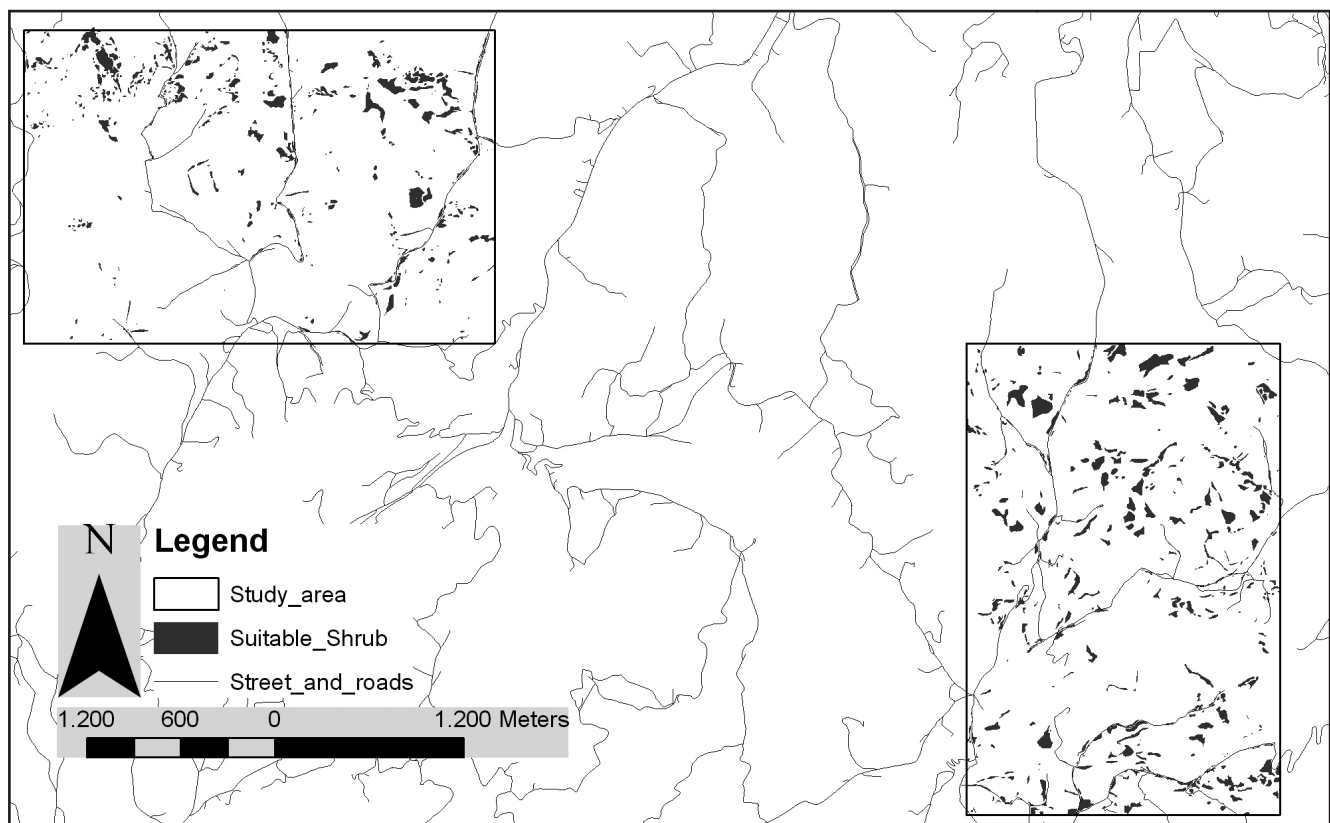 N
Legend
Study_area
Suitable_Shrub
Street_and_roads
1.200 600 0 1.200 Meters